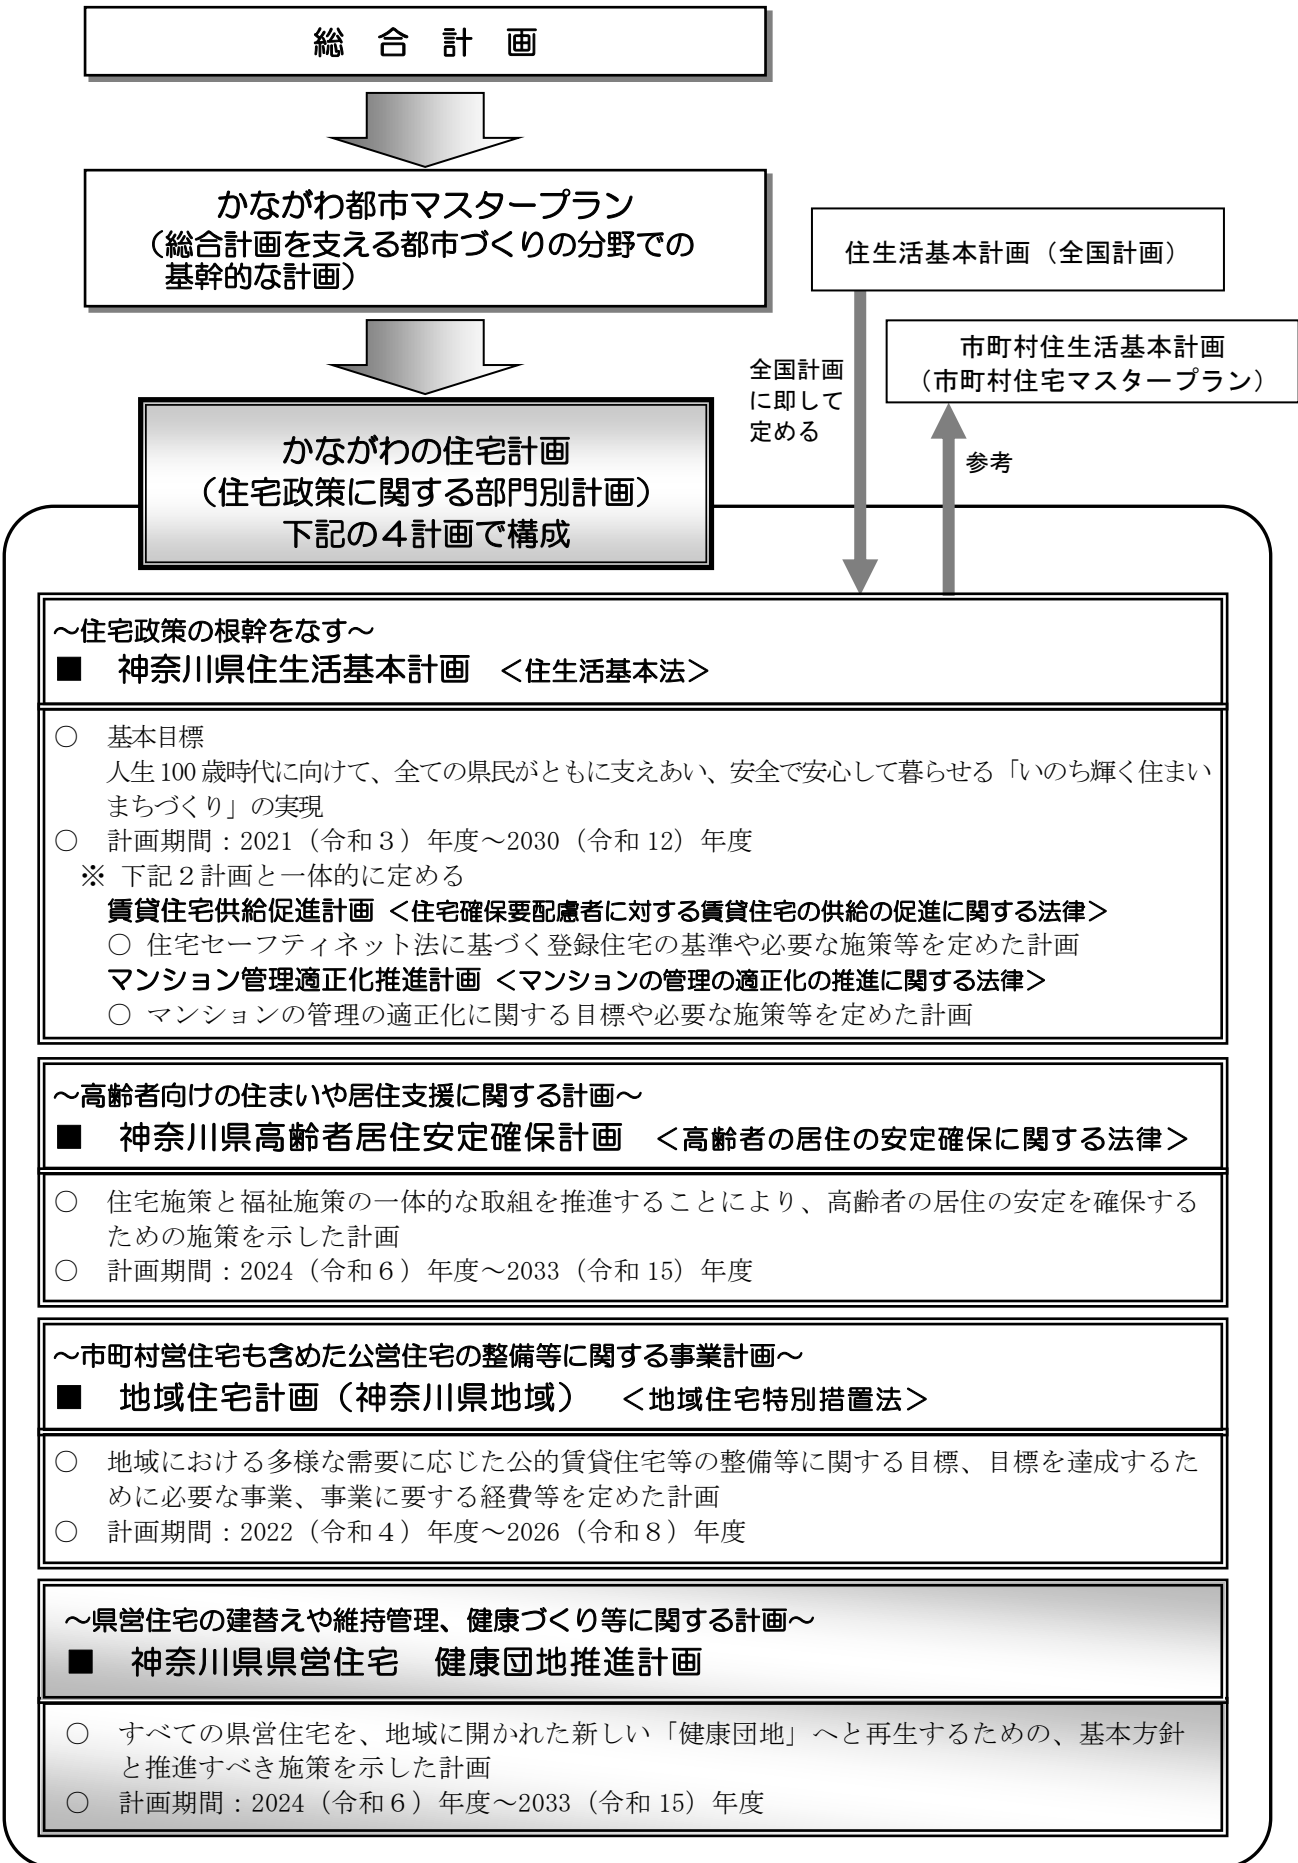 総合計画
かながわ都市マスタープラン
（総合計画を支える都市づくりの分野での
基幹的な計画）
住生活基本計画（全国計画）
市町村住生活基本計画
（市町村住宅マスタープラン）
全国計画
に即して
定める
参考
かながわの住宅計画
（住宅政策に関する部門別計画）
下記の４計画で構成
～住宅政策の根幹をなす～
■　神奈川県住生活基本計画　＜住生活基本法＞
○　基本目標
人生100歳時代に向けて、全ての県民がともに支えあい、安全で安心して暮らせる「いのち輝く住まい
まちづくり」の実現
○　計画期間：2021（令和３）年度～2030（令和12）年度
※ 下記２計画と一体的に定める
賃貸住宅供給促進計画 ＜住宅確保要配慮者に対する賃貸住宅の供給の促進に関する法律＞
○ 住宅セーフティネット法に基づく登録住宅の基準や必要な施策等を定めた計画
マンション管理適正化推進計画 ＜マンションの管理の適正化の推進に関する法律＞
○ マンションの管理の適正化に関する目標や必要な施策等を定めた計画
～高齢者向けの住まいや居住支援に関する計画～
■　神奈川県高齢者居住安定確保計画　＜高齢者の居住の安定確保に関する法律＞
○　住宅施策と福祉施策の一体的な取組を推進することにより、高齢者の居住の安定を確保する
ための施策を示した計画
○　計画期間：2024（令和６）年度～2033（令和15）年度
～市町村営住宅も含めた公営住宅の整備等に関する事業計画～
■　地域住宅計画（神奈川県地域）　＜地域住宅特別措置法＞
○　地域における多様な需要に応じた公的賃貸住宅等の整備等に関する目標、目標を達成するた
めに必要な事業、事業に要する経費等を定めた計画
○　計画期間：2022（令和４）年度～2026（令和８）年度
～県営住宅の建替えや維持管理、健康づくり等に関する計画～
■　神奈川県県営住宅　健康団地推進計画
○　すべての県営住宅を、地域に開かれた新しい「健康団地」へと再生するための、基本方針
と推進すべき施策を示した計画
○　計画期間：2024（令和６）年度～2033（令和15）年度